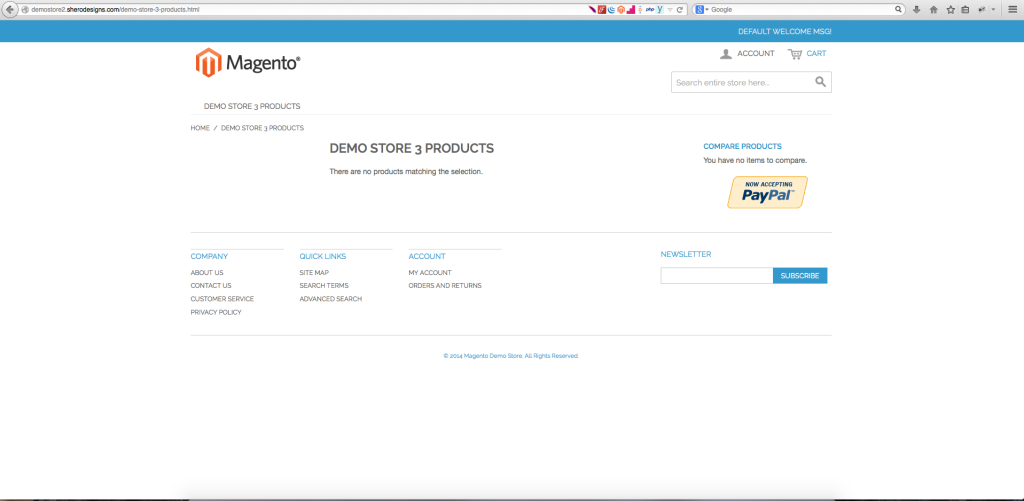 demostore2.sherodesigns.com/demo-store-3-products.html
php
Google
DEFAULT WELCOME MSG!
Magento®
ACCOUNT
CART
Search entire store here...
DEMO STORE 3 PRODUCTS
HOME / DEMO STORE 3 PRODUCTS
DEMO STORE 3 PRODUCTS
There are no products matching the selection.
COMPARE PRODUCTS
You have no items to compare.
NOW ACCEPTING
PayPal™
COMPANY
ABOUT US
CONTACT US
CUSTOMER SERVICE
PRIVACY POLICY
QUICK LINKS
SITE MAP
SEARCH TERMS
ADVANCED SEARCH
ACCOUNT
MY ACCOUNT
ORDERS AND RETURNS
NEWSLETTER
SUBSCRIBE
© 2014 Magento Demo Store. All Rights Reserved.